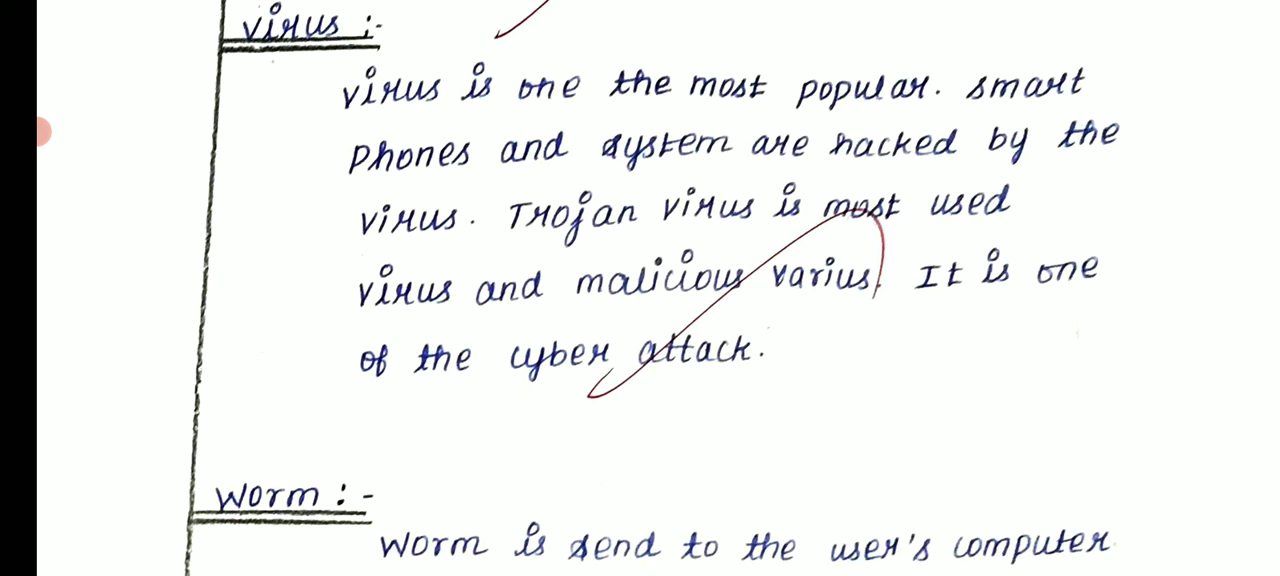 Virus :-
Virus is one the most popular. Smart
Phones and system are hacked by the
virus. Trojan virus is most used
virus and malicious varius. It is one
of the cyber attack.
Worm : -
Worm is send to the user's computer